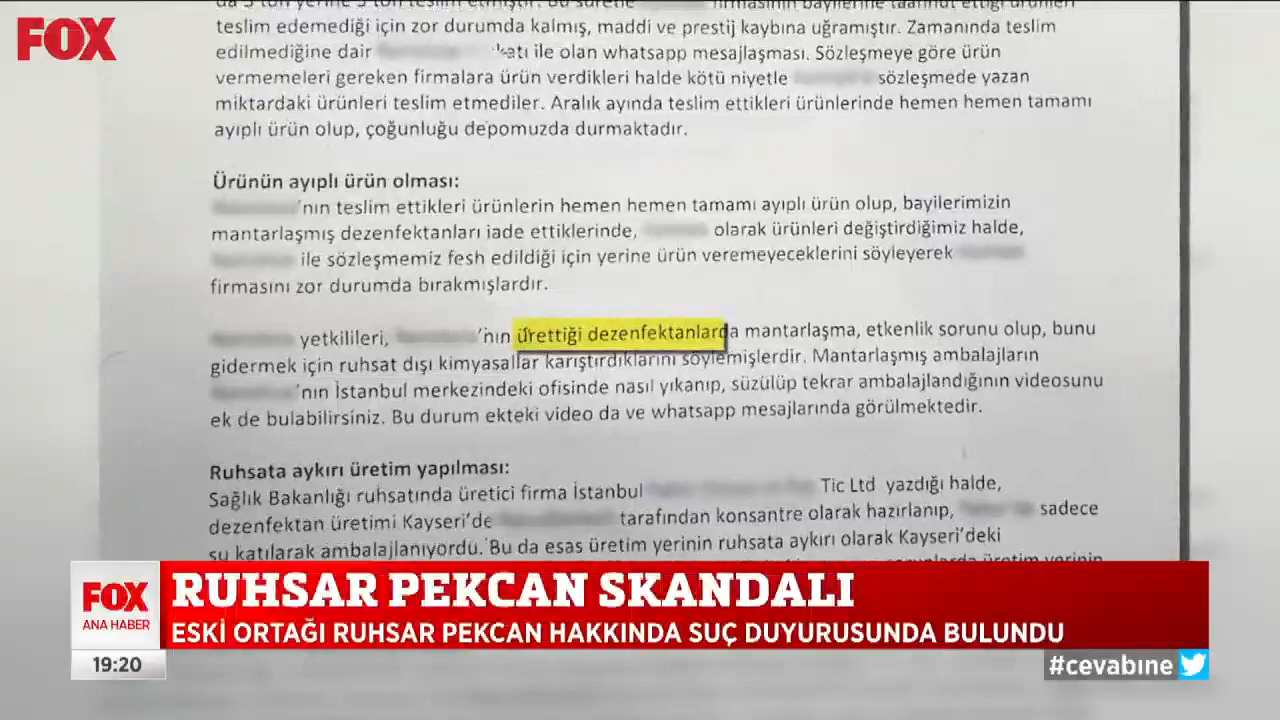 FOX
teslim edemediği için zor durumda kalmış, maddi ve prestij kaybına uğramıştır. Zamanında teslim
edilmediğine dair ile olan whatsapp mesajlaşması. Sözleşmeye göre ürün
vermemeleri gereken firmalara ürün verdikleri halde kötü niyetle sözleşmede yazan
miktardaki ürünleri teslim etmediler. Aralık ayında teslim ettikleri ürünlerinde hemen hemen tamamı
ayıplı ürün olup, çoğunluğu depomuzda durmaktadır.
Ürünün ayıplı ürün olması:
'nın teslim ettikleri ürünlerin hemen hemen tamamı ayıplı ürün olup, bayilerimizin
mantarlaşmış dezenfektanları iade ettiklerinde, olarak ürünleri değiştirdiğimiz halde,
ile sözleşmemiz fesh edildiği için yerine ürün veremeyeceklerini söyleyerek
firmasını zor durumda bırakmışlardır.
yetkilileri, 'nın ürettiği dezenfektanlarda mantarlaşma, etkenlik sorunu olup, bunu
gidermek için ruhsat dışı kimyasallar karıştırdıklarını söylemişlerdir. Mantarlaşmış ambalajların
'nın İstanbul merkezindeki ofisinde nasıl yıkanıp, süzülüp tekrar ambalajlandığının videosunu
ek de bulabilirsiniz. Bu durum ekteki video da ve whatsapp mesajlarında görülmektedir.
Ruhsata aykırı üretim yapılması:
Sağlık Bakanlığı ruhsatında üretici firma İstanbul Tic Ltd yazdığı halde,
dezenfektan üretimi Kayseri'de tarafından konsantre olarak hazırlanıp, sadece
su katılarak ambalajlanıyordu. Bu da esas üretim yerinin ruhsata aykırı olarak Kayseri'deki
FOX
ANA HABER
RUHSAR PEKCAN SKANDALI
ESKİ ORTAĞI RUHSAR PEKCAN HAKKINDA SUÇ DUYURUSUNDA BULUNDU
19:20
#cevabıne